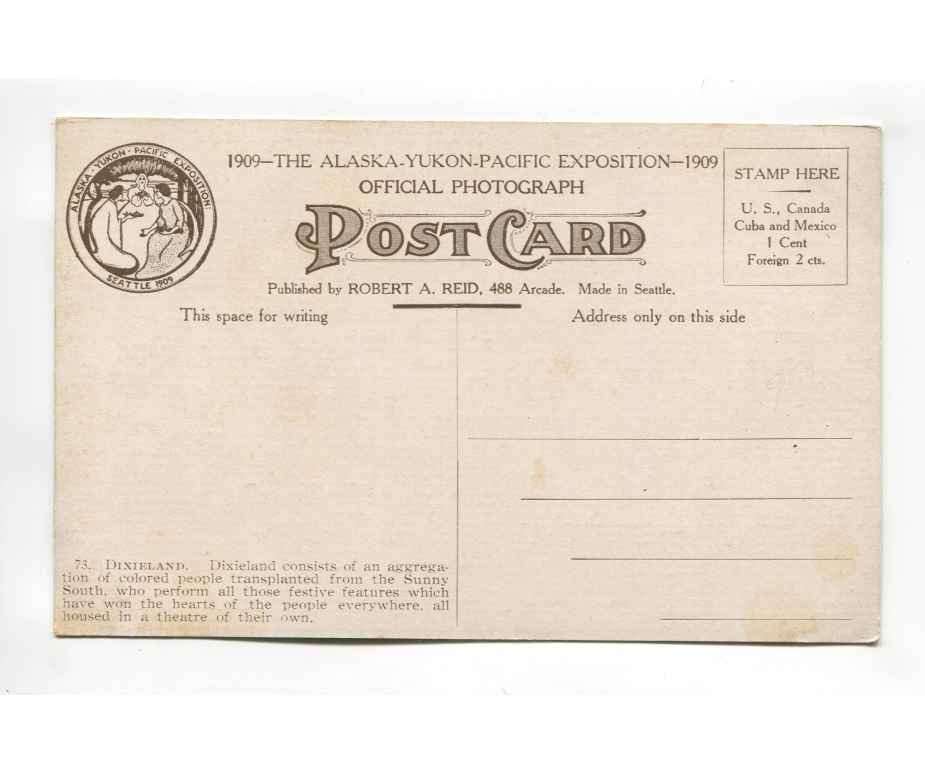 ALASKA · YUKON · PACIFIC EXPOSITION
SEATTLE 1909
1909—THE ALASKA-YUKON-PACIFIC EXPOSITION—1909
OFFICIAL PHOTOGRAPH
POST CARD
Published by ROBERT A. REID, 488 Arcade. Made in Seattle.
STAMP HERE
U. S., Canada
Cuba and Mexico
1 Cent
Foreign 2 cts.
This space for writing
Address only on this side
73. DIXIELAND. Dixieland consists of an aggrega-
tion of colored people transplanted from the Sunny
South, who perform all those festive features which
have won the hearts of the people everywhere, all
housed in a theatre of their own.